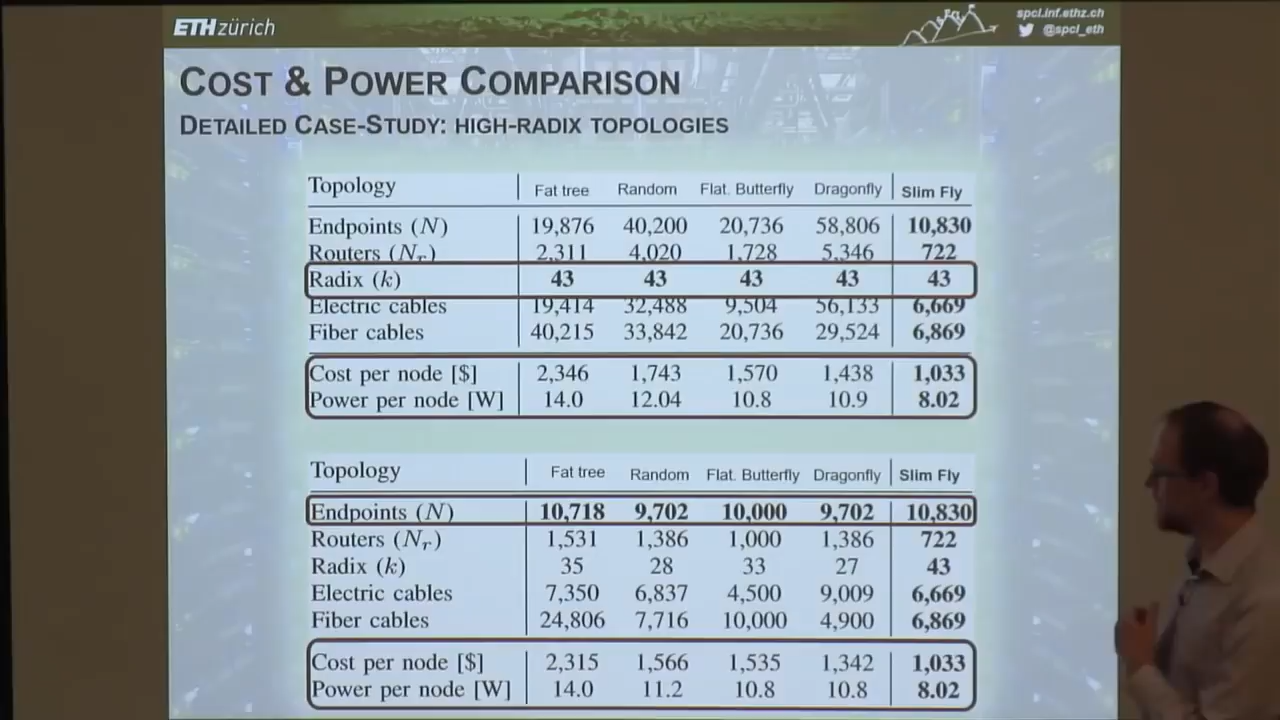 ETH zürich
spcl.inf.ethz.ch
@spcl_eth
COST & POWER COMPARISON
DETAILED CASE-STUDY: HIGH-RADIX TOPOLOGIES
Topology Fat tree Random Flat. Butterfly Dragonfly Slim Fly
Endpoints (N) 19,876 40,200 20,736 58,806 10,830
Routers (Nr) 2,311 4,020 1,728 5,346 722
Radix (k) 43 43 43 43 43
Electric cables 19,414 32,488 9,504 56,133 6,669
Fiber cables 40,215 33,842 20,736 29,524 6,869
Cost per node [$] 2,346 1,743 1,570 1,438 1,033
Power per node [W] 14.0 12.04 10.8 10.9 8.02
Topology Fat tree Random Flat. Butterfly Dragonfly Slim Fly
Endpoints (N) 10,718 9,702 10,000 9,702 10,830
Routers (Nr) 1,531 1,386 1,000 1,386 722
Radix (k) 35 28 33 27 43
Electric cables 7,350 6,837 4,500 9,009 6,669
Fiber cables 24,806 7,716 10,000 4,900 6,869
Cost per node [$] 2,315 1,566 1,535 1,342 1,033
Power per node [W] 14.0 11.2 10.8 10.8 8.02